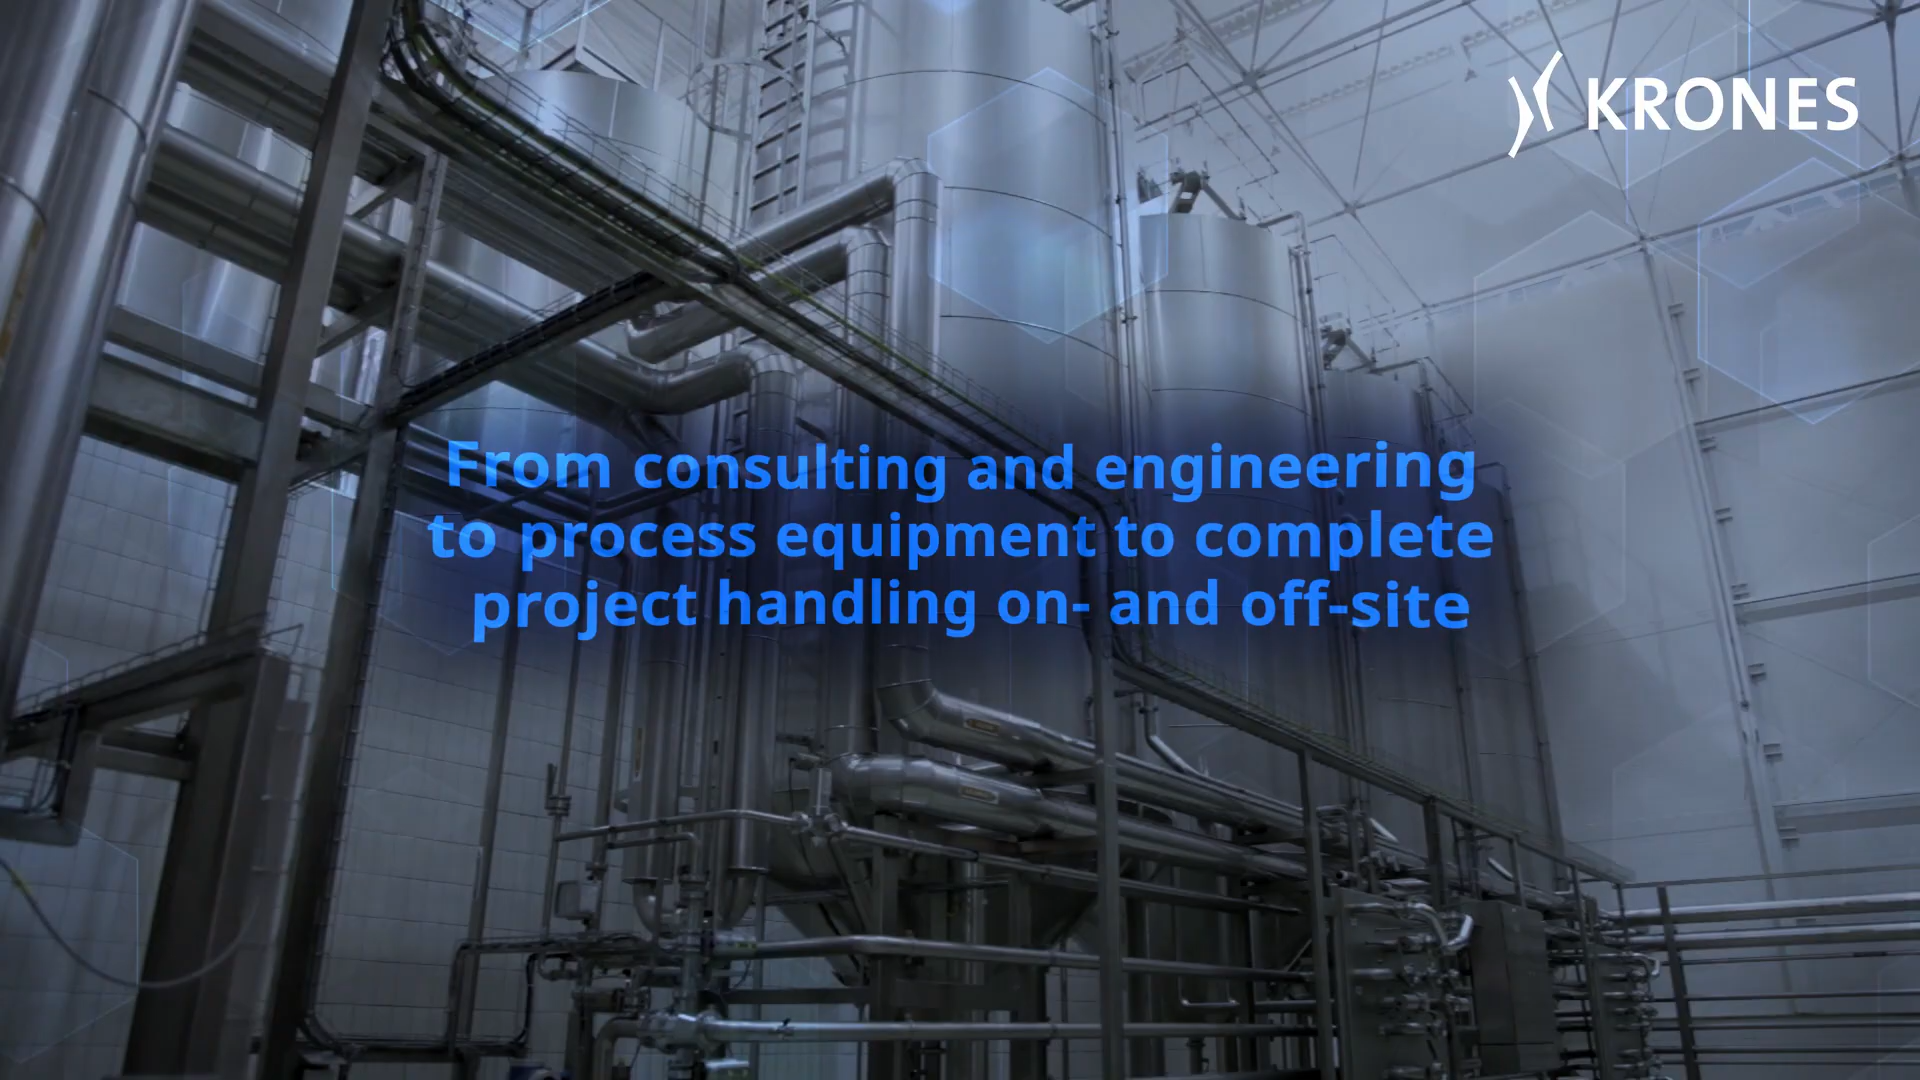 KRONES
From consulting and engineering
to process equipment to complete
project handling on- and off-site